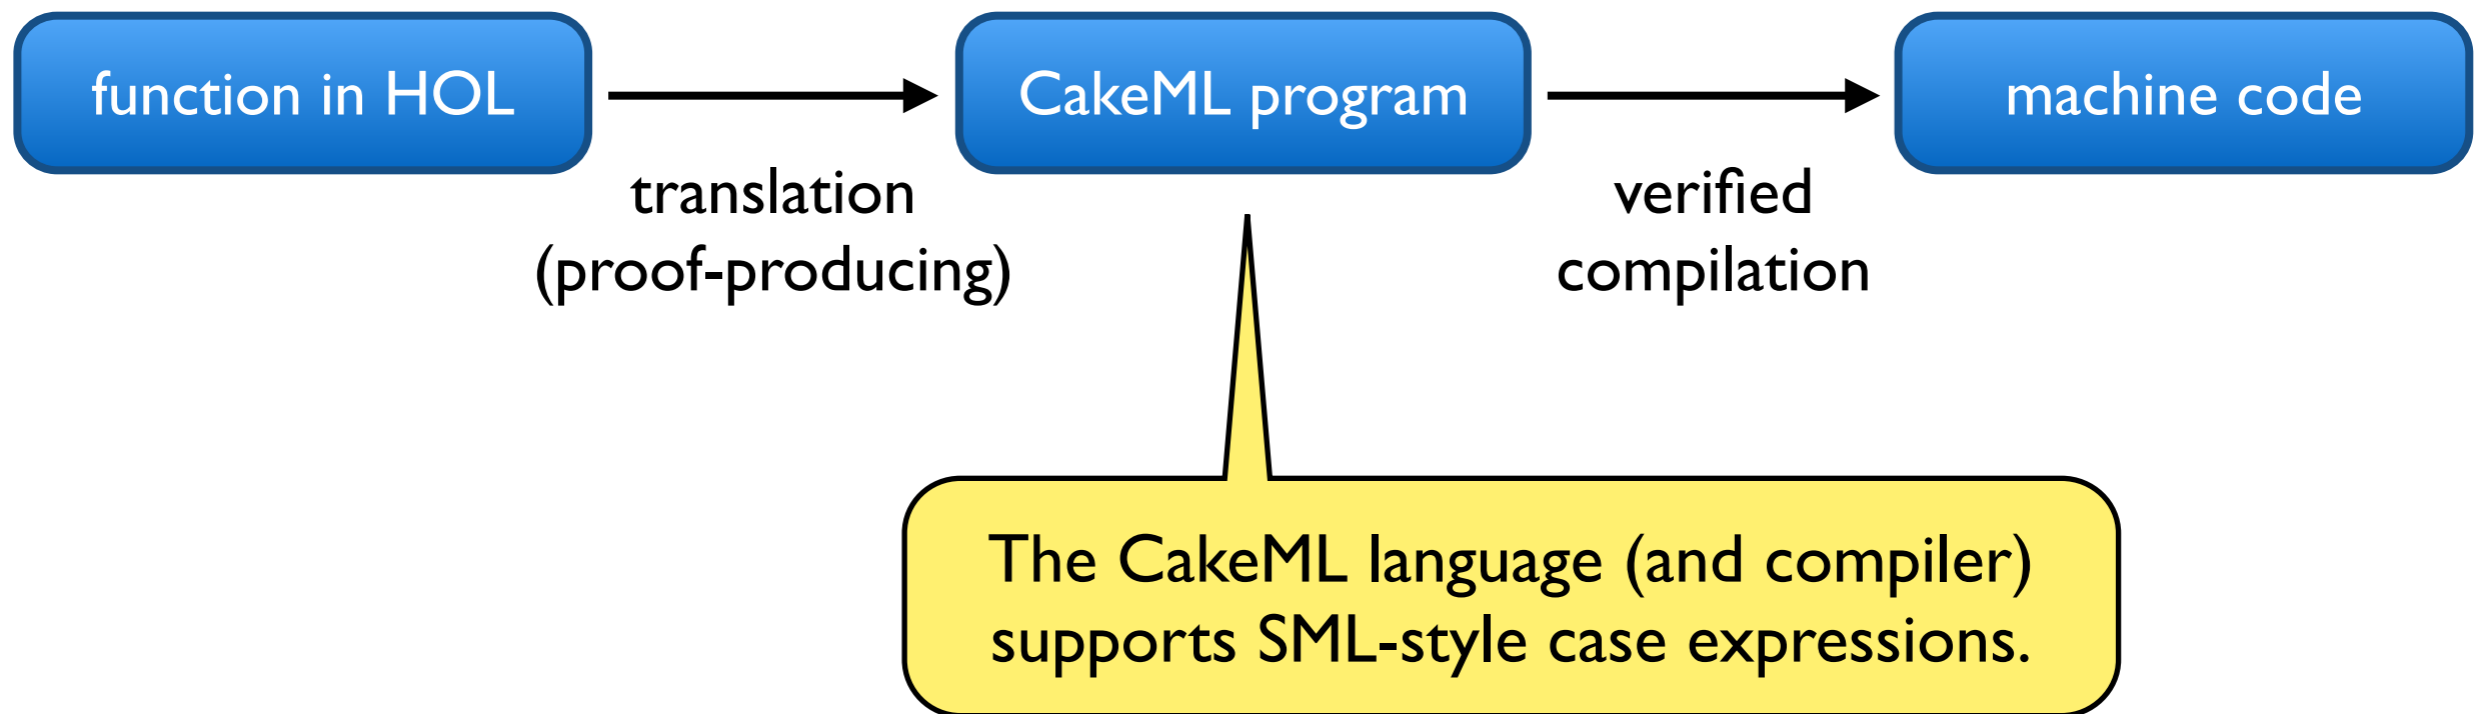 function in HOL
CakeML program
machine code
translation
(proof-producing)
verified
compilation
The CakeML language (and compiler)
supports SML-style case expressions.